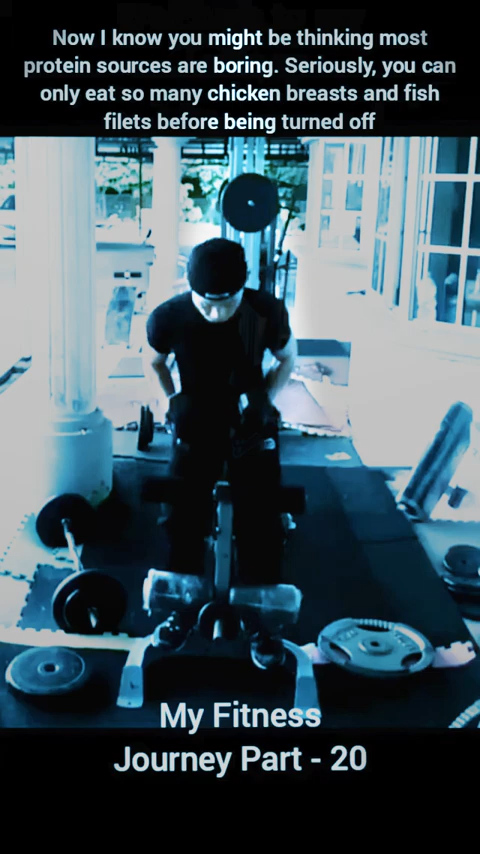 Now I know you might be thinking most
protein sources are boring. Seriously, you can
only eat so many chicken breasts and fish
filets before being turned off
My Fitness
Journey Part - 20